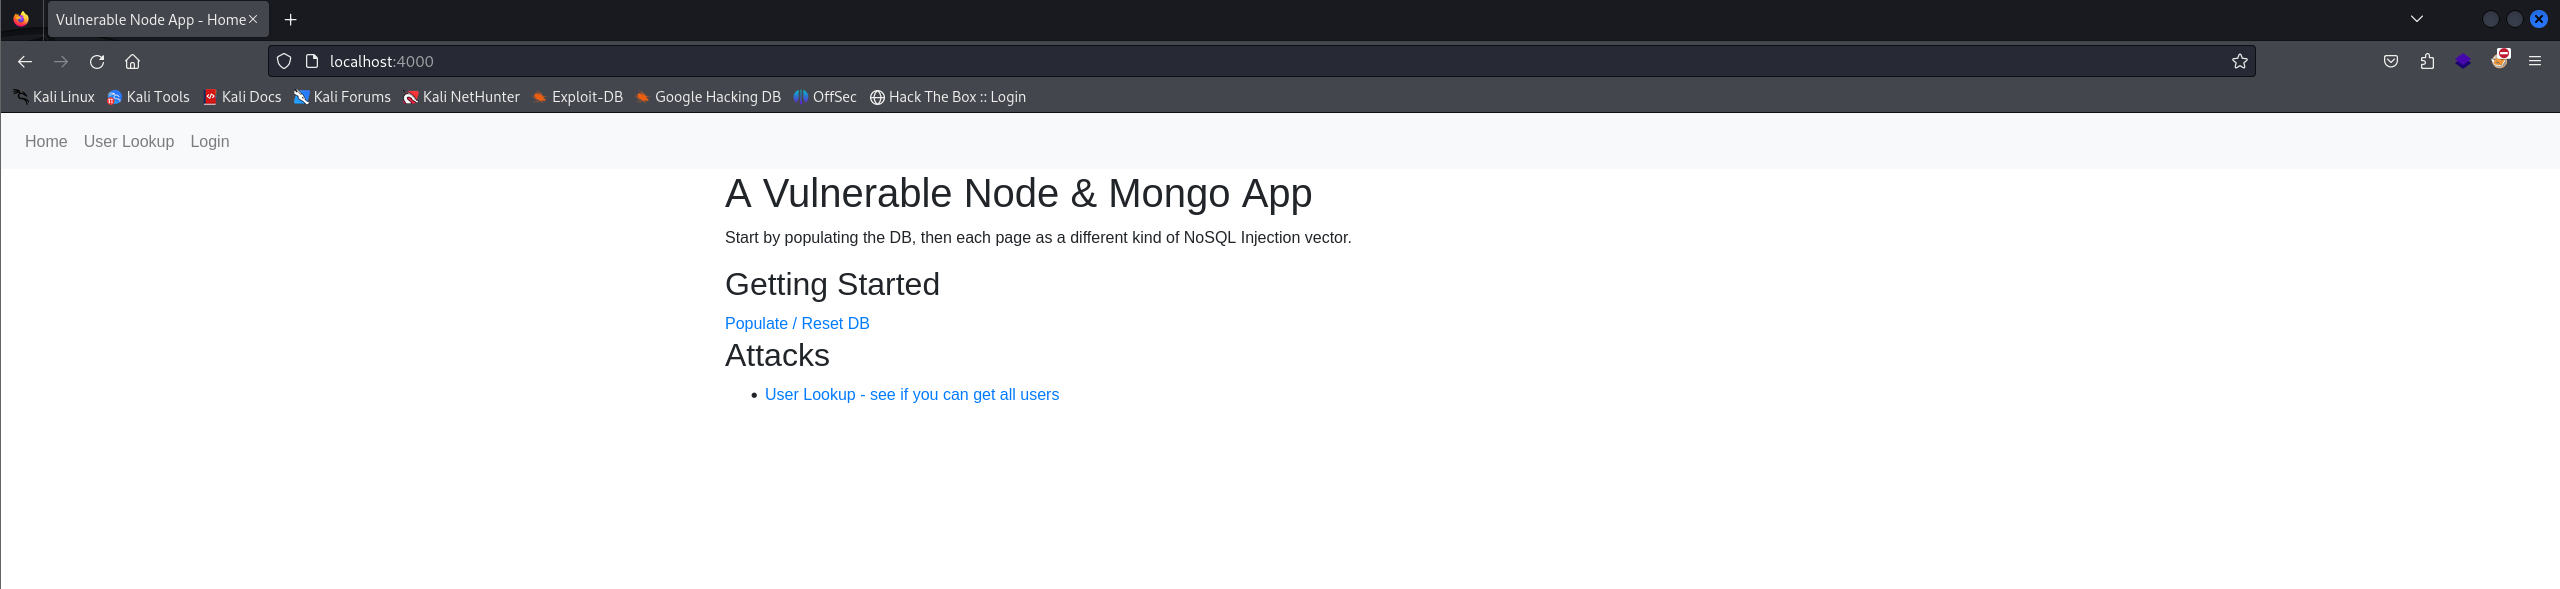 Vulnerable Node App - Home
localhost:4000
Kali Linux Kali Tools Kali Docs Kali Forums Kali NetHunter Exploit-DB Google Hacking DB OffSec Hack The Box :: Login
Home User Lookup Login
A Vulnerable Node & Mongo App
Start by populating the DB, then each page as a different kind of NoSQL Injection vector.
Getting Started
Populate / Reset DB
Attacks
User Lookup - see if you can get all users